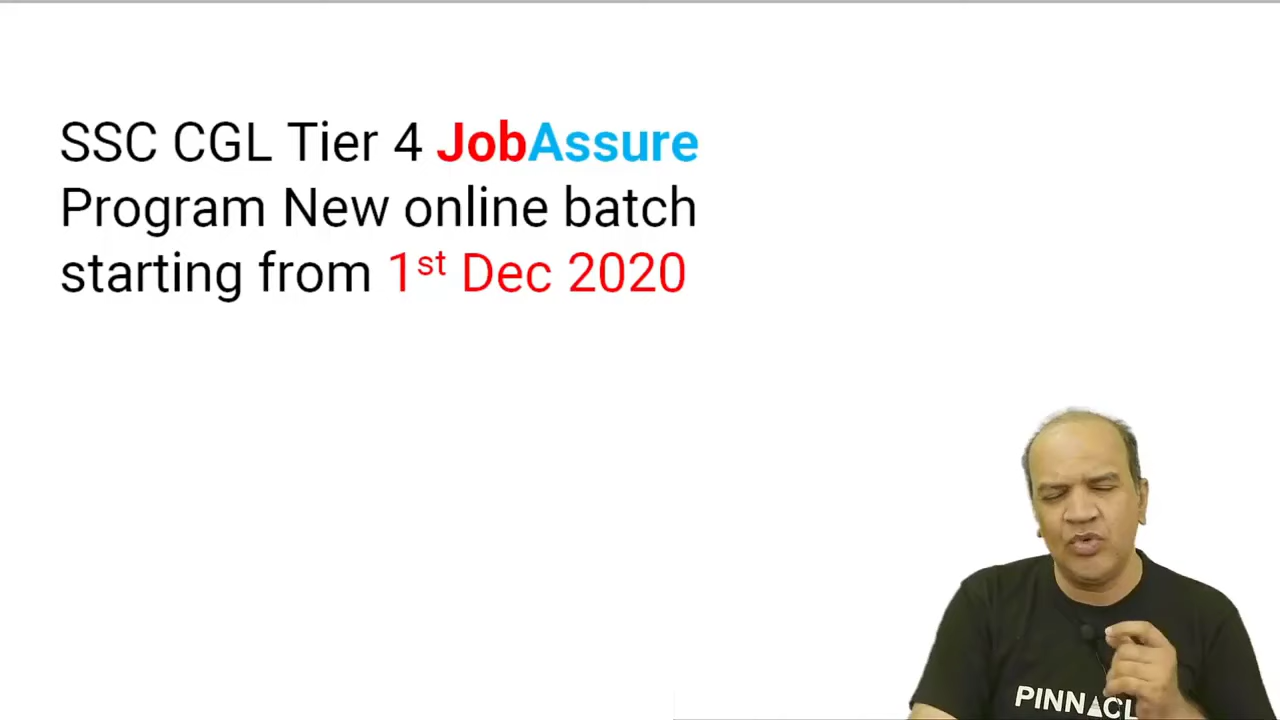 SSC CGL Tier 4 JobAssure
Program New online batch
starting from 1st Dec 2020
PINNACL